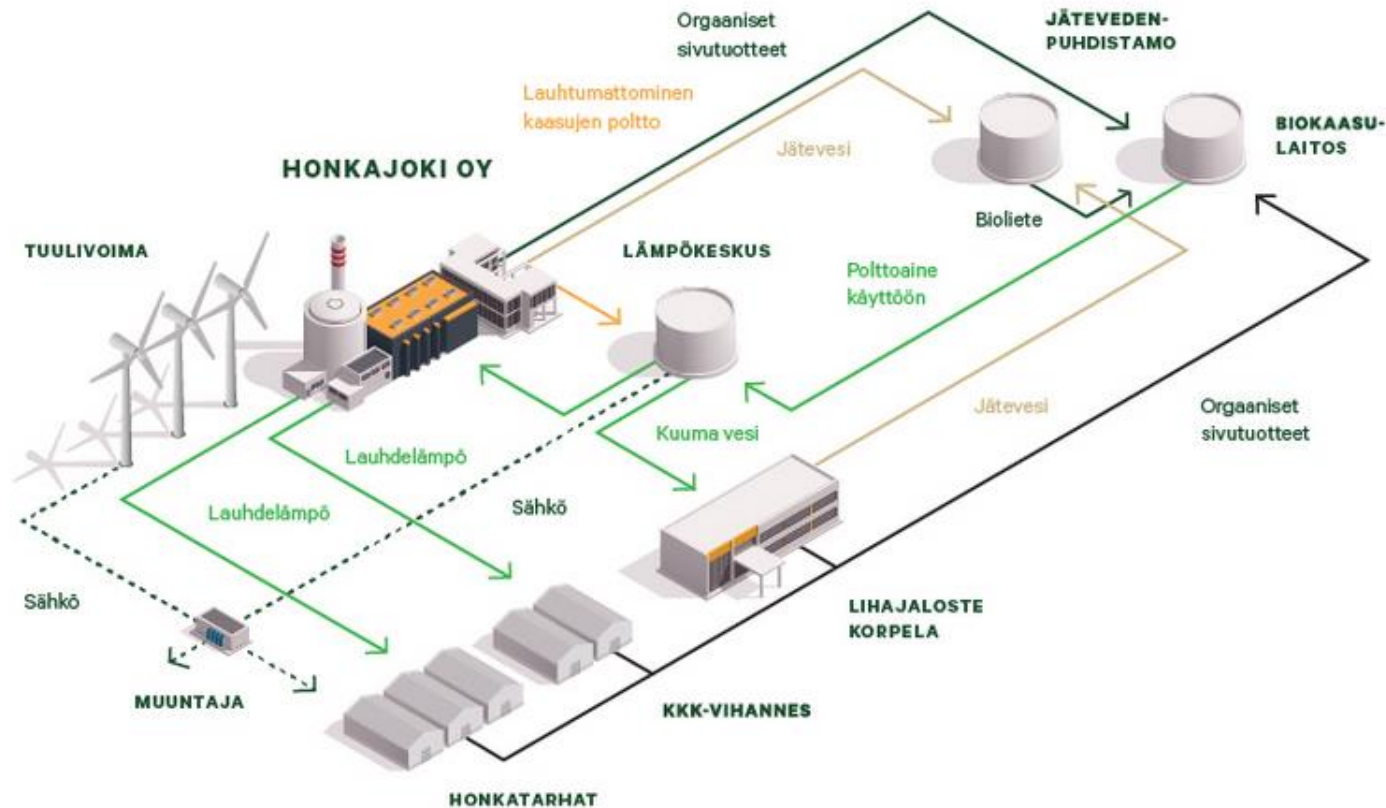 Orgaaniset
sivutuotteet
JÄTEVEDEN-
PUHDISTAMO
Lauhtumattominen
kaasujen poltto
Jätevesi
BIOKAASU-
LAITOS
HONKAJOKI OY
Bioliete
TUULIVOIMA
LÄMPÖKESKUS
Polttoaine
käyttöön
Jätevesi
Orgaaniset
sivutuotteet
Kuuma vesi
Lauhdelämpö
Lauhdelämpö
Sähkö
Sähkö
LIHAJALOSTE
KORPELA
MUUNTAJA
KKK-VIHANNES
HONKATARHAT